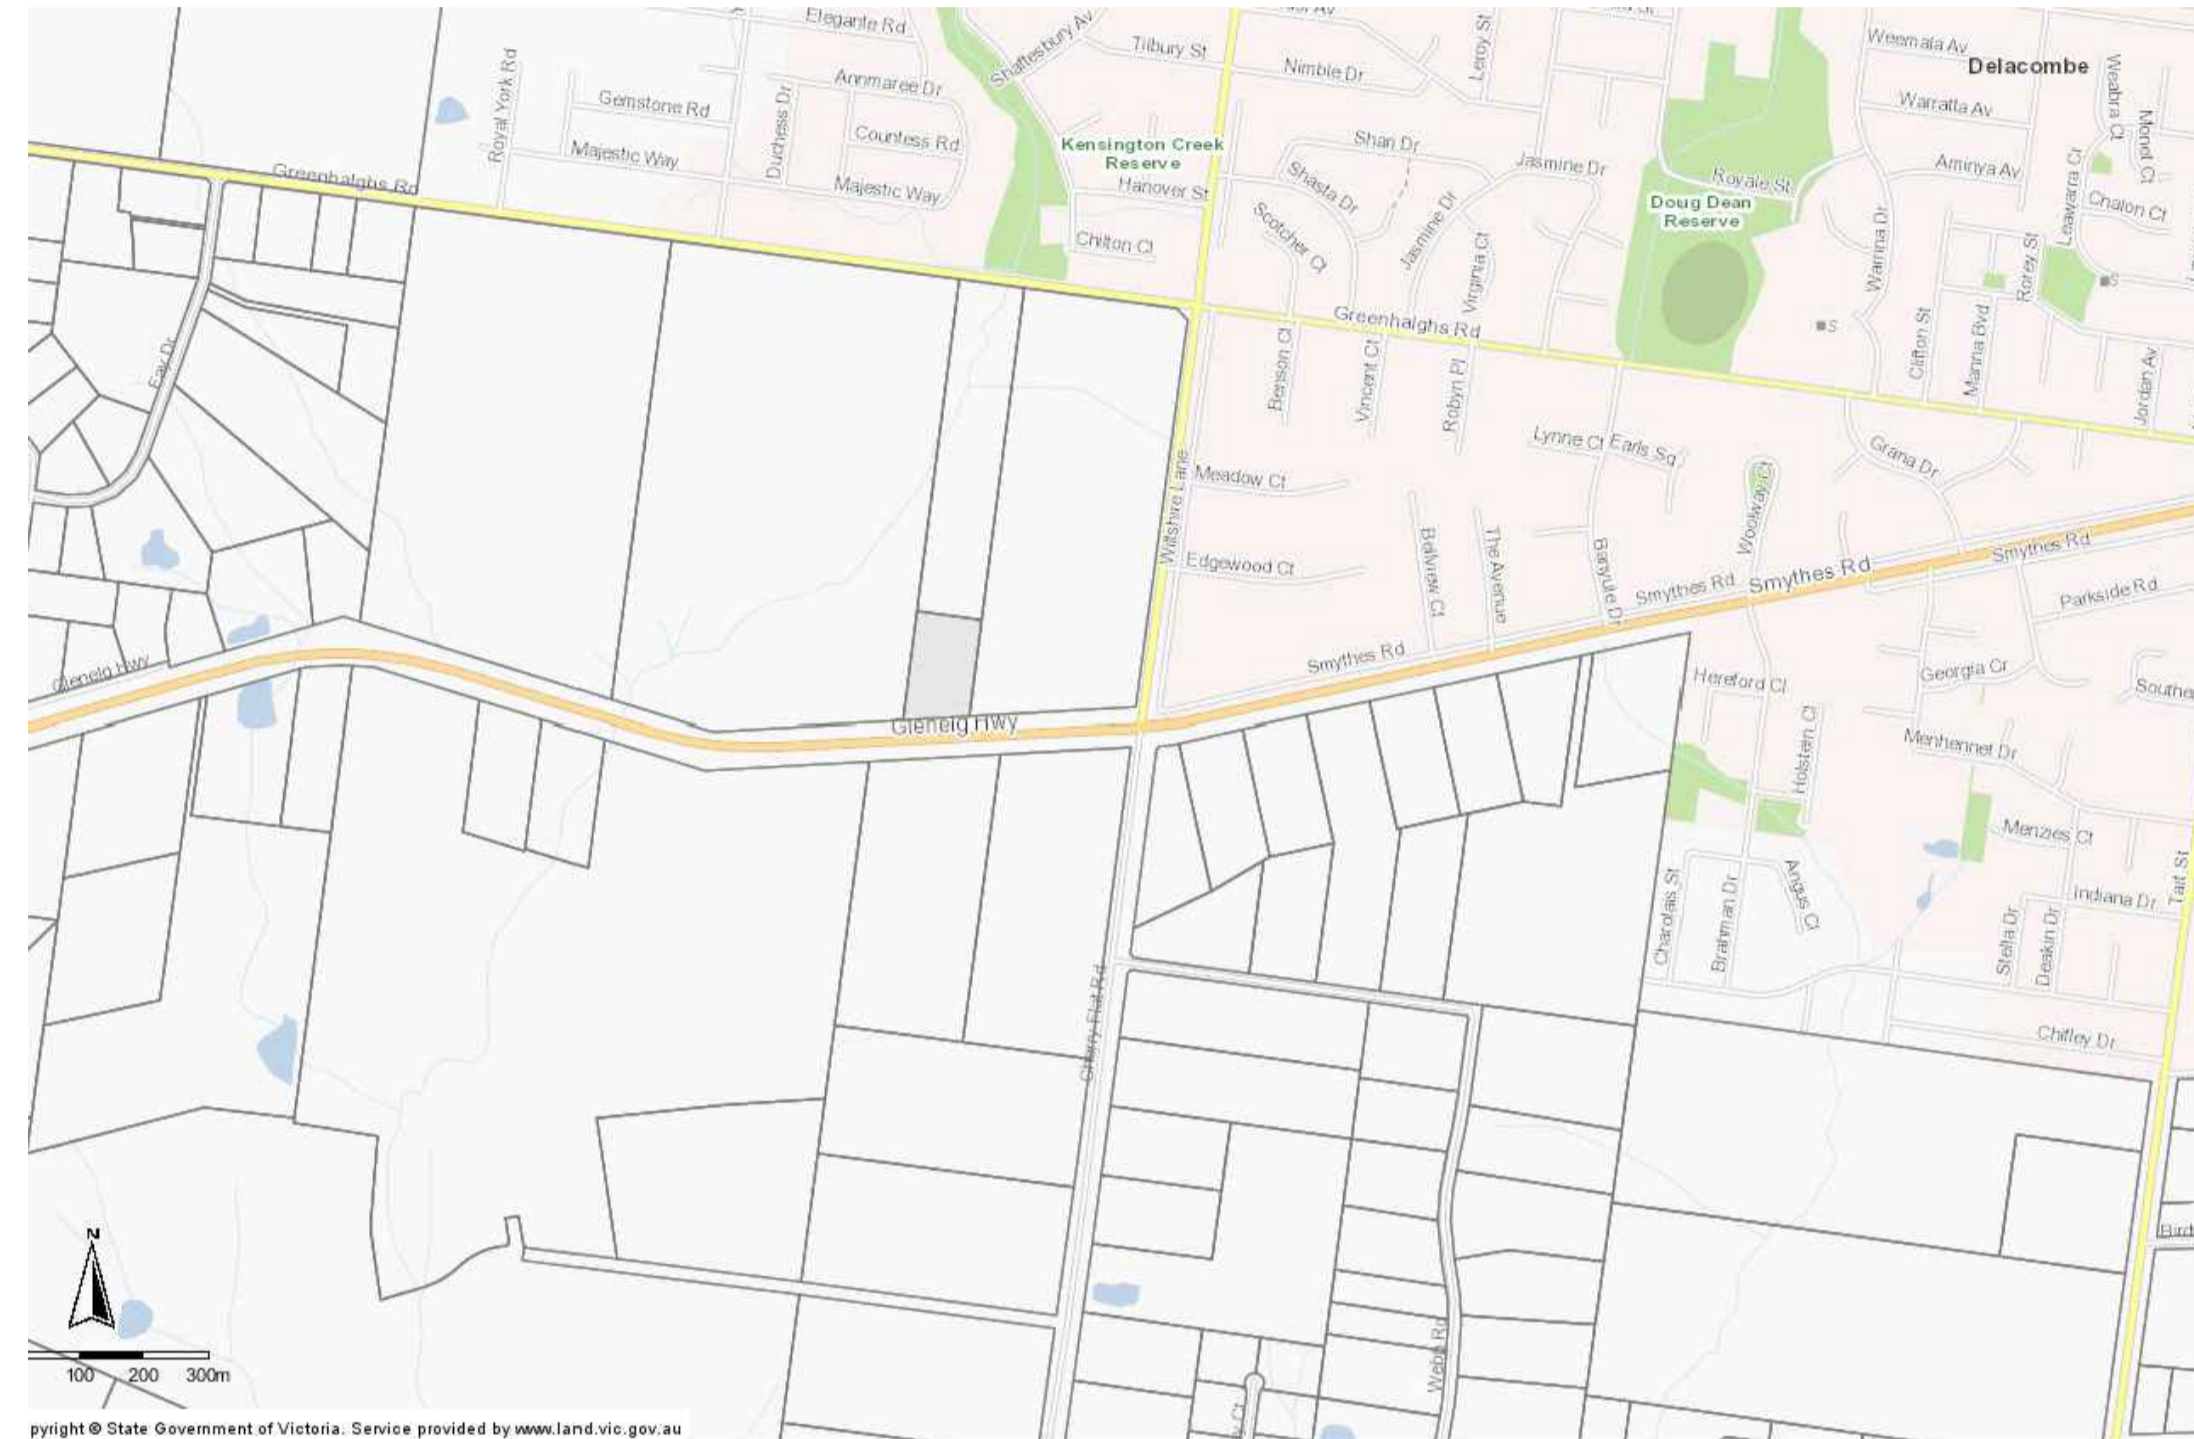 Elegante Rd
Shaftesbury Av
Tilbury St
Nimble Dr
Leroy St
Weemala Av
Delacombe
Weabra Ct
Monot Ct
Royal York Rd
Gemstone Rd
Duchess Dr
Annmaree Dr
Countess Rd
Majestic Way
Majestic Way
Kensington Creek
Reserve
Hanover St
Chilton Ct
Shan Dr
Shasta Dr
Scotcher Ct
Jasmine Dr
Jasmine Dr
Virginia Ct
Royale St
Doug Dean
Reserve
Warratta Av
Aminya Av
Warrina Dr
Leawarra Cr
Chalon Ct
Rotey St
S
S
Greenhalghs Rd
Greenhalghs Rd
Fay Dr
Benson Ct
Vincent Ct
Robyn Pl
Clifton St
Manna Bvd
Jordan Av
Lynne Ct
Earls Sq
Grana Dr
Woolway Ct
Wiltshire Lane
Meadow Ct
Edgewood Ct
Bellview Ct
The Avenue
Banyule Dr
Smythes Rd
Smythes Rd
Smythes Rd
Smythes Rd
Parkside Rd
Glenelg Hwy
Glenelg Hwy
Hereford Ct
Georgia Cr
Southe
Holstein Ct
Menhennet Dr
Menzies Ct
Charolais St
Brahman Dr
Angus Ct
Stella Dr
Deakin Dr
Indiana Dr
Tait St
Chifley Dr
Cherry Flat Rd
Webb Rd
Bird
N
100 200 300m
pyright © State Government of Victoria. Service provided by www.land.vic.gov.au